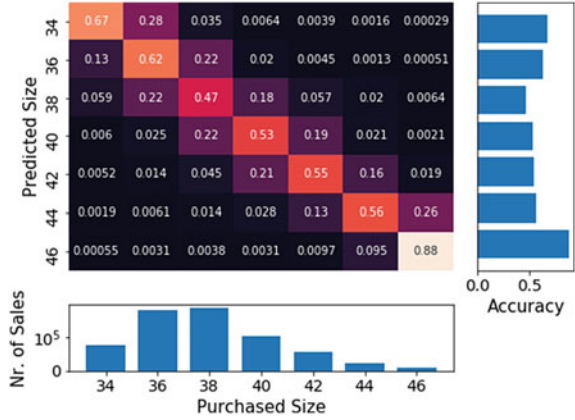 34 0.67 0.28 0.035 0.0064 0.0039 0.0016 0.00029
36 0.13 0.62 0.22 0.02 0.0045 0.0013 0.00051
38 0.059 0.22 0.47 0.18 0.057 0.02 0.0064
40 0.006 0.025 0.22 0.53 0.19 0.021 0.0021
42 0.0052 0.014 0.045 0.21 0.55 0.16 0.019
44 0.0019 0.0061 0.014 0.028 0.13 0.56 0.26
46 0.00055 0.0031 0.0038 0.0031 0.0097 0.095 0.88
Predicted Size
0.0 0.5
Accuracy
Nr. of Sales
10⁵
0
34 36 38 40 42 44 46
Purchased Size